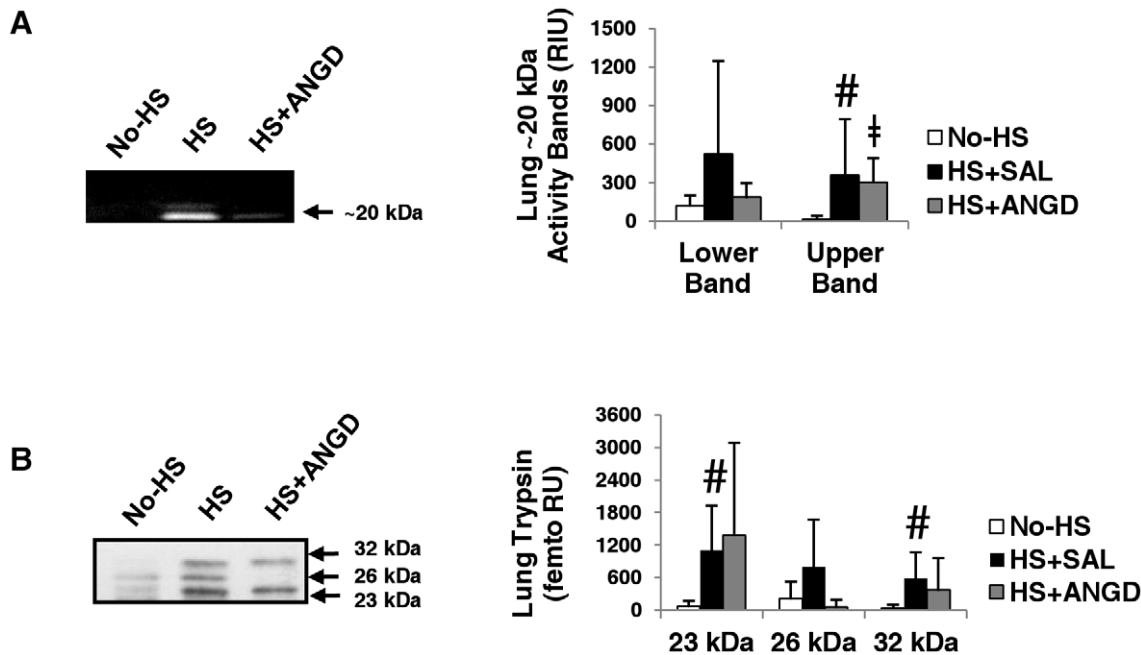 A
No-HS
HS
HS+ANGD
~20 kDa
Lung ~20 kDa
Activity Bands (RIU)
1500
1200
900
600
300
0
#
‡
Lower
Band
Upper
Band
No-HS
HS+SAL
HS+ANGD
B
No-HS
HS
HS+ANGD
32 kDa
26 kDa
23 kDa
Lung Trypsin
(femto RU)
3600
3000
2400
1800
1200
600
0
#
#
23 kDa 26 kDa 32 kDa
No-HS
HS+SAL
HS+ANGD